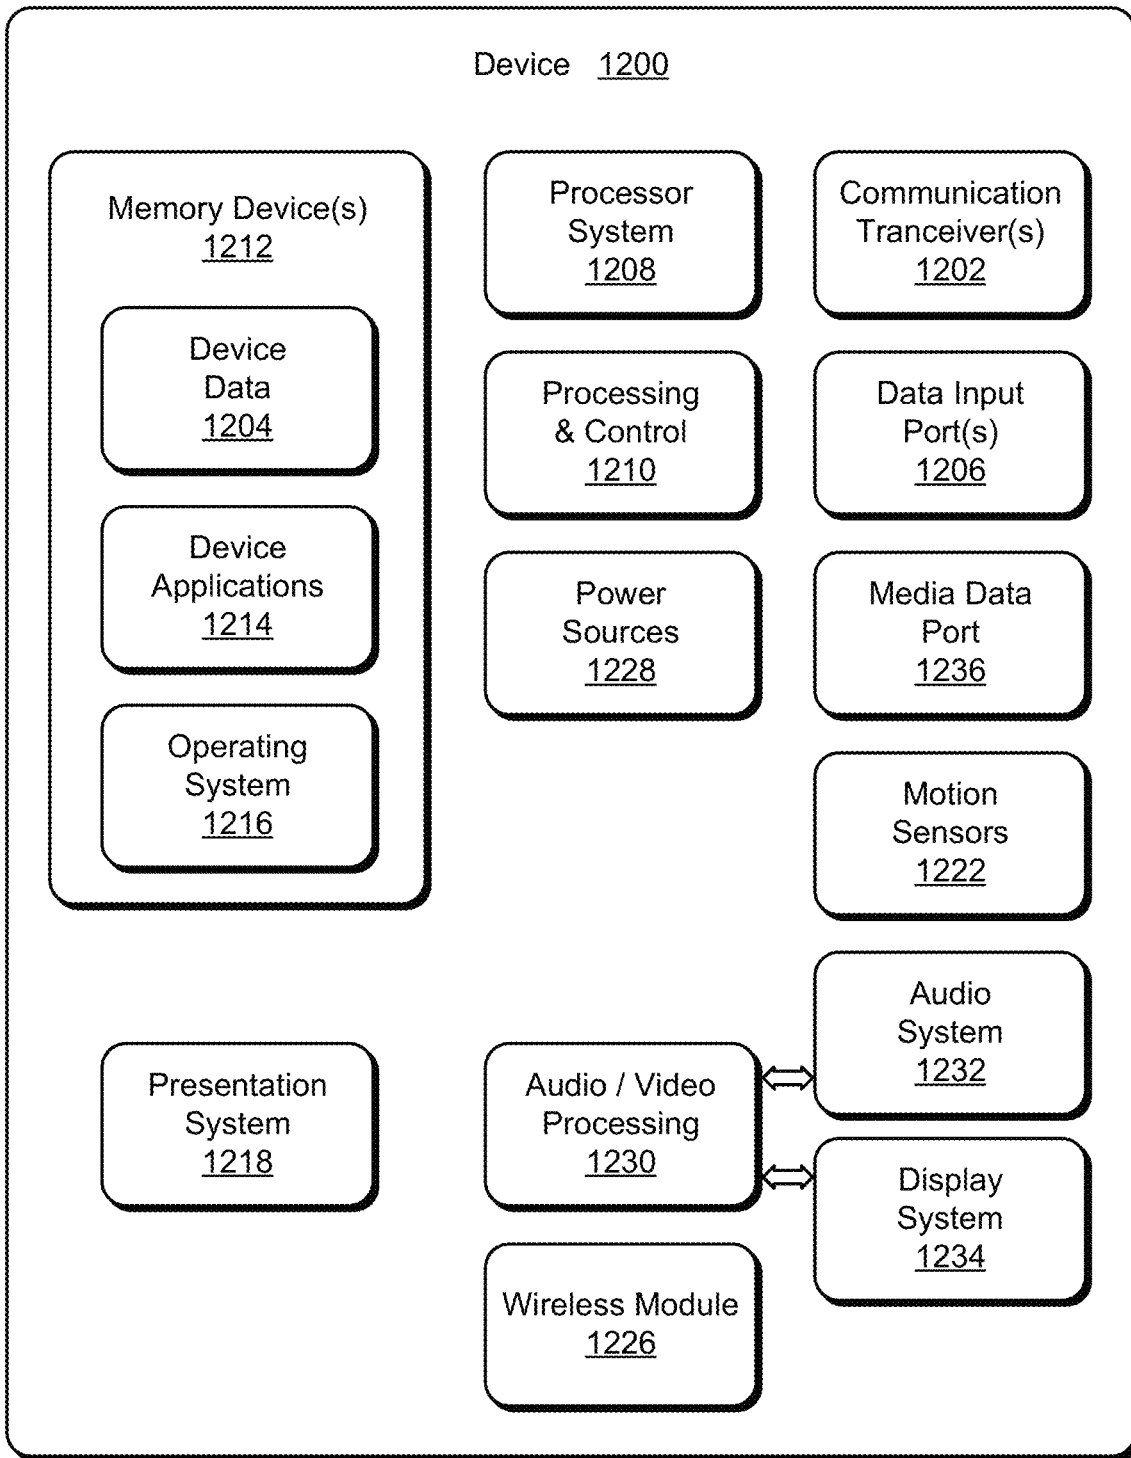 Device 1200
Memory Device(s)
1212
Device
Data
1204
Device
Applications
1214
Operating
System
1216
Processor
System
1208
Communication
Tranceiver(s)
1202
Processing
& Control
1210
Data Input
Port(s)
1206
Power
Sources
1228
Media Data
Port
1236
Motion
Sensors
1222
Presentation
System
1218
Audio / Video
Processing
1230
Audio
System
1232
Display
System
1234
Wireless Module
1226